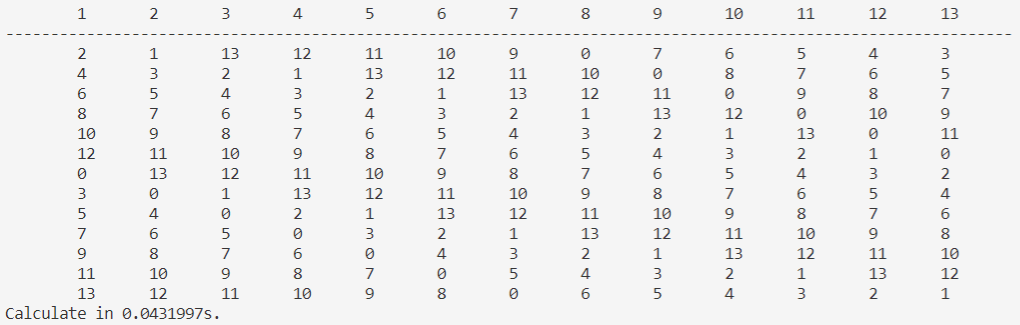 1 2 3 4 5 6 7 8 9 10 11 12 13
--------------------------------------------------------------------------------------------------------------
2 1 13 12 11 10 9 0 7 6 5 4 3
4 3 2 1 13 12 11 10 0 8 7 6 5
6 5 4 3 2 1 13 12 11 0 9 8 7
8 7 6 5 4 3 2 1 13 12 0 10 9
10 9 8 7 6 5 4 3 2 1 13 0 11
12 11 10 9 8 7 6 5 4 3 2 1 0
0 13 12 11 10 9 8 7 6 5 4 3 2
3 0 1 13 12 11 10 9 8 7 6 5 4
5 4 0 2 1 13 12 11 10 9 8 7 6
7 6 5 0 3 2 1 13 12 11 10 9 8
9 8 7 6 0 4 3 2 1 13 12 11 10
11 10 9 8 7 0 5 4 3 2 1 13 12
13 12 11 10 9 8 0 6 5 4 3 2 1
Calculate in 0.0431997s.